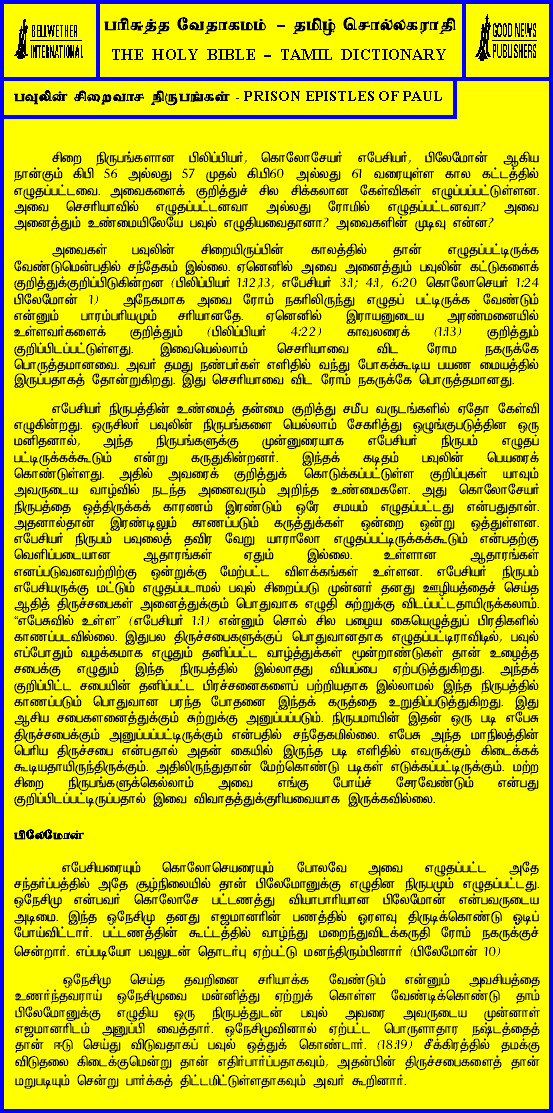 BELLWETHER
INTERNATIONAL
பரிசுத்த வேதாகமம் – தமிழ் சொல்லகராதி
THE HOLY BIBLE – TAMIL DICTIONARY
GOOD NEWS
PUBLISHERS
பவுலின் சிறைவாச நிருபங்கள் - PRISON EPISTLES OF PAUL
சிறை நிருபங்களான பிலிப்பியர், கொலோசேயர் எபேசியர், பிலேமோன் ஆகிய
நான்கும் கிபி 56 அல்லது 57 முதல் கி.பி60 அல்லது 61 வரையுள்ள கால கட்டத்தில்
எழுதப்பட்டவை. அவைகளைக் குறித்துச் சில சிக்கலான கேள்விகள் எழுப்பப்பட்டுள்ளன.
அவை செசரியாவில் எழுதப்பட்டனவா அல்லது ரோமில் எழுதப்பட்டனவா? அவை
அனைத்தும் உண்மையிலேயே பவுல் எழுதியவைதானா? அவைகளின் முடிவு என்ன?
அவைகள் பவுலின் சிறையிருப்பின் காலத்தில் தான் எழுதப்பட்டிருக்க
வேண்டுமென்பதில் சந்தேகம் இல்லை. ஏனெனில் அவை அனைத்தும் பவுலின் கட்டுகளைக்
குறித்துக்குறிப்பிடுகின்றன (பிலிப்பியர் 1:12,13, எபேசியர் 3:1; 4:1, 6:20 கொலோசெயர் 1:24
பிலேமோன் 1) அநேகமாக அவை ரோம் நகரிலிருந்து எழுதப் பட்டிருக்க வேண்டும்
என்னும் பாரம்பரியமும் சரியானதே. ஏனெனில் இராயனுடைய அரண்மனையில்
உள்ளவர்களைக் குறித்தும் (பிலிப்பியர் 4:22) காவலரைக் (1:13) குறித்தும்
குறிப்பிடப்பட்டுள்ளது. இவையெல்லாம் செசரியாவை விட ரோம நகருக்கே
பொருத்தமானவை. அவர் தமது நண்பர்கள் எளிதில் வந்து போகக்கூடிய பயண மையத்தில்
இருப்பதாகத் தோன்றுகிறது. இது செசரியாவை விட ரோம் நகருக்கே பொருத்தமானது.
எபேசியர் நிருபத்தின் உண்மைத் தன்மை குறித்து சமீப வருடங்களில் ஏதோ கேள்வி
எழுகின்றது. ஒருசிலர் பவுலின் நிருபங்களை யெல்லாம் சேகரித்து ஒழுங்குபடுத்தின ஒரு
மனிதனால், அந்த நிருபங்களுக்கு முன்னுரையாக எபேசியர் நிருபம் எழுதப்
பட்டிருக்கக்கூடும் என்று கருதுகின்றனர். இந்தக் கடிதம் பவுலின் பெயரைக்
கொண்டுள்ளது. அதில் அவரைக் குறித்துக் கொடுக்கப்பட்டுள்ள குறிப்புகள் யாவும்
அவருடைய வாழ்வில் நடந்த அனைவரும் அறிந்த உண்மைகளே. அது கொலோசேயர்
நிருபத்தை ஒத்திருக்கக் காரணம் இரண்டும் ஒரே சமயம் எழுதப்பட்டது என்பதுதான்.
அதனால்தான் இரண்டிலும் காணப்படும் கருத்துக்கள் ஒன்றை ஒன்று ஒத்துள்ளன.
எபேசியர் நிருபம் பவுலைத் தவிர வேறு யாராலோ எழுதப்பட்டிருக்கக்கூடும் என்பதற்கு
வெளிப்படையான ஆதாரங்கள் ஏதும் இல்லை. உள்ளான ஆதாரங்கள்
எனப்படுவனவற்றிற்கு ஒன்றுக்கு மேற்பட்ட விளக்கங்கள் உள்ளன. எபேசியர் நிருபம்
எபேசியருக்கு மட்டும் எழுதப்படாமல் பவுல் சிறைப்படு முன்னர் தனது ஊழியத்தைச் செய்த
ஆதித் திருச்சபைகள் அனைத்துக்கும் பொதுவாக எழுதி சுற்றுக்கு விடப்பட்டதாயிருக்கலாம்.
“எபேசுவில் உள்ள” (எபேசியர் 1:1) என்னும் சொல் சில பழைய கையெழுத்துப் பிரதிகளில்
காணப்படவில்லை. இதுபல திருச்சபைகளுக்குப் பொதுவானதாக எழுதப்பட்டிராவிடில், பவுல்
எப்போதும் வழக்கமாக எழுதும் தனிப்பட்ட வாழ்த்துக்கள் மூன்றாண்டுகள் தான் உழைத்த
சபைக்கு எழுதும் இந்த நிருபத்தில் இல்லாதது வியப்பை ஏற்படுத்துகிறது. அந்தக்
குறிப்பிட்ட சபையின் தனிப்பட்ட பிரச்சனைகளைப் பற்றியதாக இல்லாமல் இந்த நிருபத்தில்
காணப்படும் பொதுவான பரந்த போதனை இந்தக் கருத்தை உறுதிப்படுத்துகிறது. இது
ஆசிய சபைகளனைத்துக்கும் சுற்றுக்கு அனுப்பப்படும். நிருபமாயின் இதன் ஒரு படி எபேசு
திருச்சபைக்கும் அனுப்பப்பட்டிருக்கும் என்பதில் சந்தேகமில்லை. எபேசு அந்த மாநிலத்தின்
பெரிய திருச்சபை என்பதால் அதன் கையில் இருந்த படி எளிதில் எவருக்கும் கிடைக்கக்
கூடியதாயிருந்திருக்கும். அதிலிருந்துதான் மேற்கொண்டு படிகள் எடுக்கப்பட்டிருக்கும். மற்ற
சிறை நிருபங்களுக்கெல்லாம் அவை எங்கு போய்ச் சேரவேண்டும் என்பது
குறிப்பிடப்பட்டிருப்பதால் இவை விவாதத்துக்குரியவையாக இருக்கவில்லை.
பிலேமோன்
எபேசியரையும் கொலோசெயரையும் போலவே அவை எழுதப்பட்ட அதே
சந்தர்ப்பத்தில் அதே சூழ்நிலையில் தான் பிலேமோனுக்கு எழுதின நிருபமும் எழுதப்பட்டது.
ஒநேசிமு என்பவர் கொலோசே பட்டணத்து வியாபாரியான பிலேமோன் என்பவருடைய
அடிமை. இந்த ஒநேசிமு தனது எஜமானரின் பணத்தில் ஓரளவு திருடிக்கொண்டு ஓடிப்
போய்விட்டார். பட்டணத்தின் கூட்டத்தில் வாழ்ந்து மறைந்துவிடக்கருதி ரோம் நகருக்குச்
சென்றார். எப்படியோ பவுலுடன் தொடர்பு ஏற்பட்டு மனந்திரும்பினார் (பிலேமோன் 10)
ஒநேசிமு செய்த தவறினை சரியாக்க வேண்டும் என்னும் அவசியத்தை
உணர்ந்தவராய் ஒநேசிமுவை மன்னித்து ஏற்றுக் கொள்ள வேண்டிக்கொண்டு தாம்
பிலேமோனுக்கு எழுதிய ஒரு நிருபத்துடன் பவுல் அவரை அவருடைய முன்னாள்
எஜமானரிடம் அனுப்பி வைத்தார். ஒநேசிமுவினால் ஏற்பட்ட பொருளாதார நஷ்டத்தைத்
தான் ஈடு செய்து விடுவதாகப் பவுல் ஒத்துக் கொண்டார். (18:19) சீக்கிரத்தில் தமக்கு
விடுதலை கிடைக்குமென்று தான் எதிர்பார்ப்பதாகவும், அதன்பின் திருச்சபைகளைத் தான்
மறுபடியும் சென்று பார்க்கத் திட்டமிட்டுள்ளதாகவும் அவர் கூறினார்.